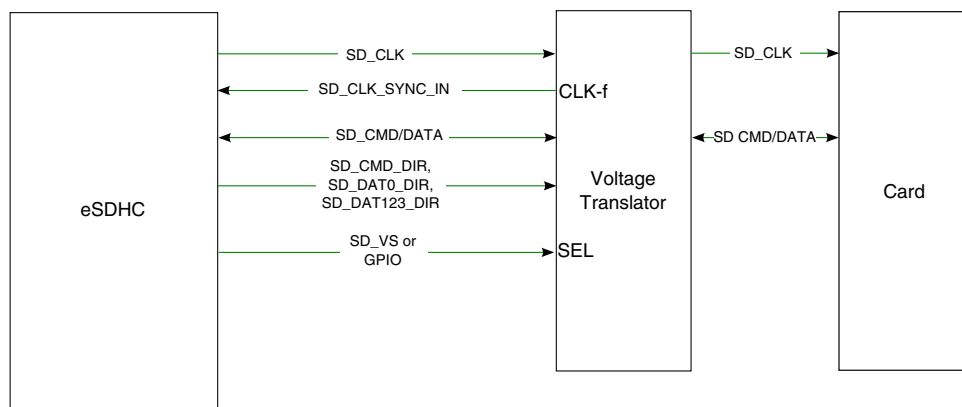 SD_CLK
SD_CLK
SD_CLK_SYNC_IN
CLK-f
SD_CMD/DATA
SD CMD/DATA
SD_CMD_DIR,
SD_DAT0_DIR,
SD_DAT123_DIR
eSDHC
Voltage
Translator
Card
SD_VS or
GPIO
SEL